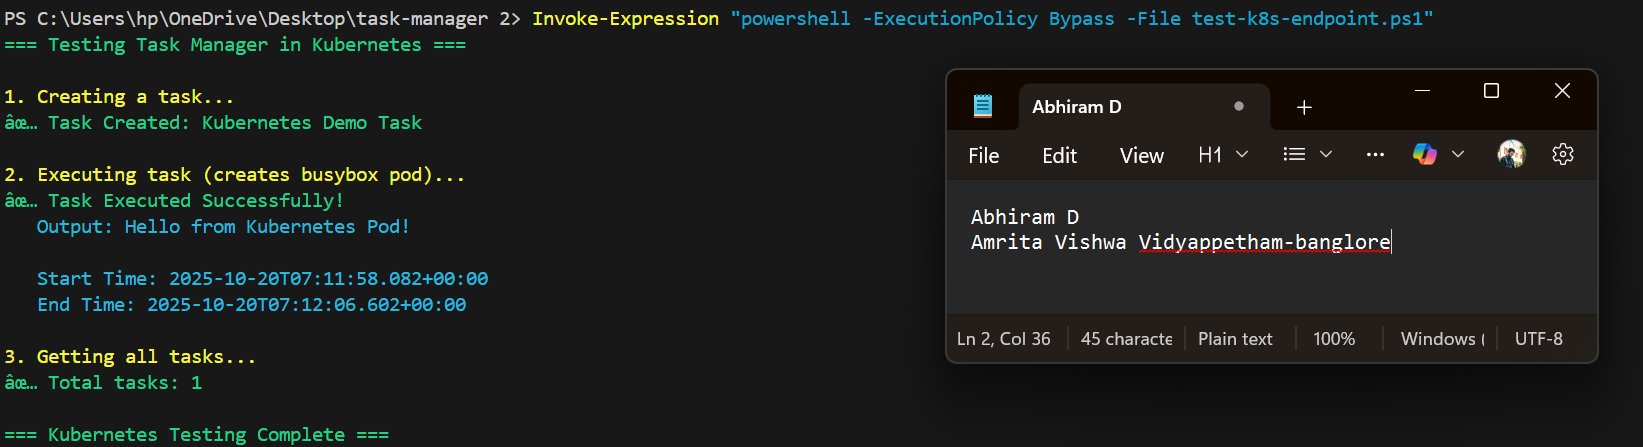 PS C:\Users\hp\OneDrive\Desktop\task-manager 2> Invoke-Expression "powershell -ExecutionPolicy Bypass -File test-k8s-endpoint.ps1"
=== Testing Task Manager in Kubernetes ===
1. Creating a task...
âœ… Task Created: Kubernetes Demo Task
2. Executing task (creates busybox pod)...
âœ… Task Executed Successfully!
Output: Hello from Kubernetes Pod!
Start Time: 2025-10-20T07:11:58.082+00:00
End Time: 2025-10-20T07:12:06.602+00:00
3. Getting all tasks...
âœ… Total tasks: 1
=== Kubernetes Testing Complete ===
Abhiram D
File Edit View H1
Abhiram D
Amrita Vishwa Vidyappetham-banglore
Ln 2, Col 36 45 characte Plain text 100% Windows ( UTF-8